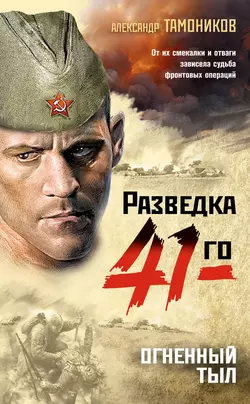 АЛЕКСАНДР ТАМОНИКОВ
От их смекалки и отваги
зависела судьба
фронтовых операций
РАЗВЕДКА
41-го
ОГНЕННЫЙ
ТЫЛ